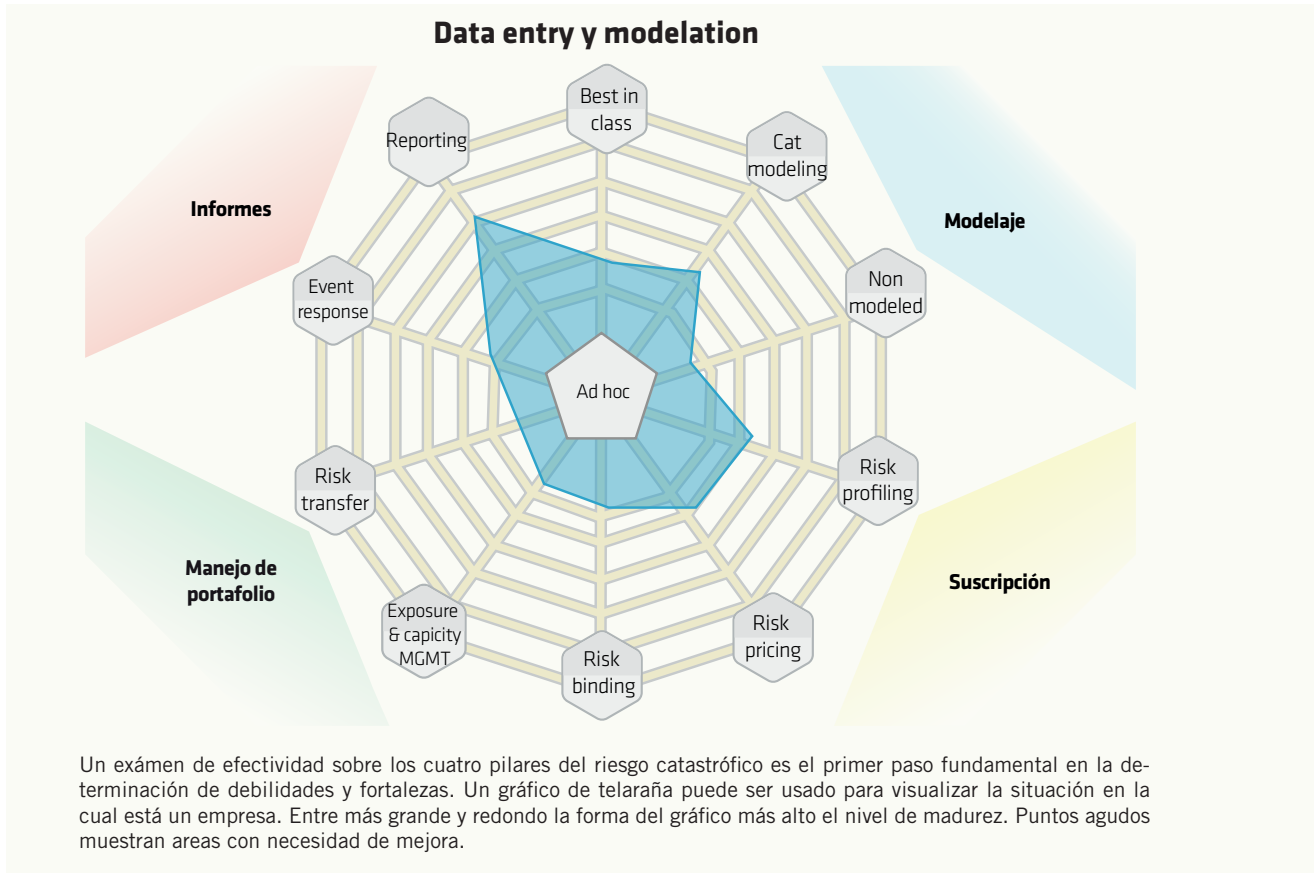 Data entry y modelation
Best in
class
Reporting
Cat
modeling
Informes
Modelaje
Event
response
Non
modeled
Ad hoc
Risk
transfer
Risk
profiling
Manejo de
portafolio
Suscripción
Exposure
& capicity
MGMT
Risk
binding
Risk
pricing
Un exámen de efectividad sobre los cuatro pilares del riesgo catastrófico es el primer paso fundamental en la de-
terminación de debilidades y fortalezas. Un gráfico de telaraña puede ser usado para visualizar la situación en la
cual está un empresa. Entre más grande y redondo la forma del gráfico más alto el nivel de madurez. Puntos agudos
muestran areas con necesidad de mejora.